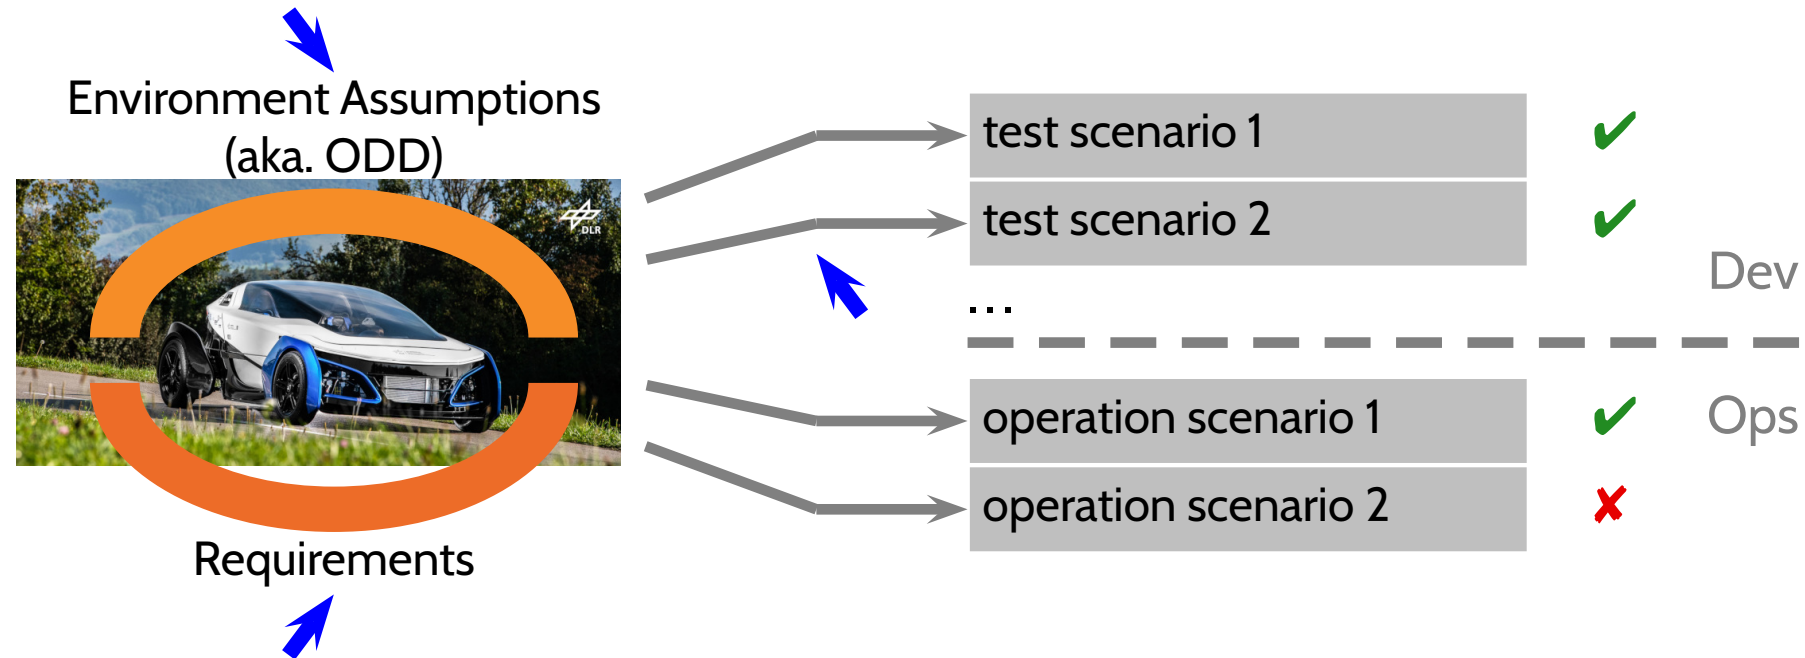 Environment Assumptions
(aka. ODD)
DLR
Requirements
test scenario 1
test scenario 2
...
Dev
operation scenario 1
Ops
operation scenario 2